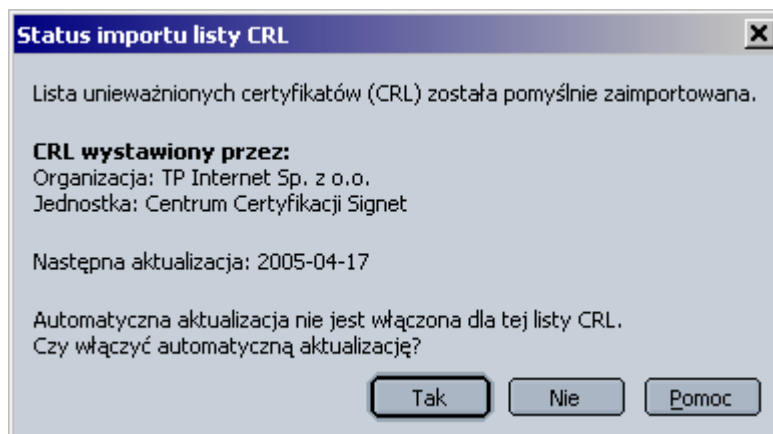 Status importu listy CRL
Lista unieważnionych certyfikatów (CRL) została pomyślnie zaimportowana.
CRL wystawiony przez:
Organizacja: TP Internet Sp. z o.o.
Jednostka: Centrum Certyfikacji Signet
Następna aktualizacja: 2005-04-17
Automatyczna aktualizacja nie jest włączona dla tej listy CRL.
Czy włączyć automatyczną aktualizację?
Tak Nie Pomoc